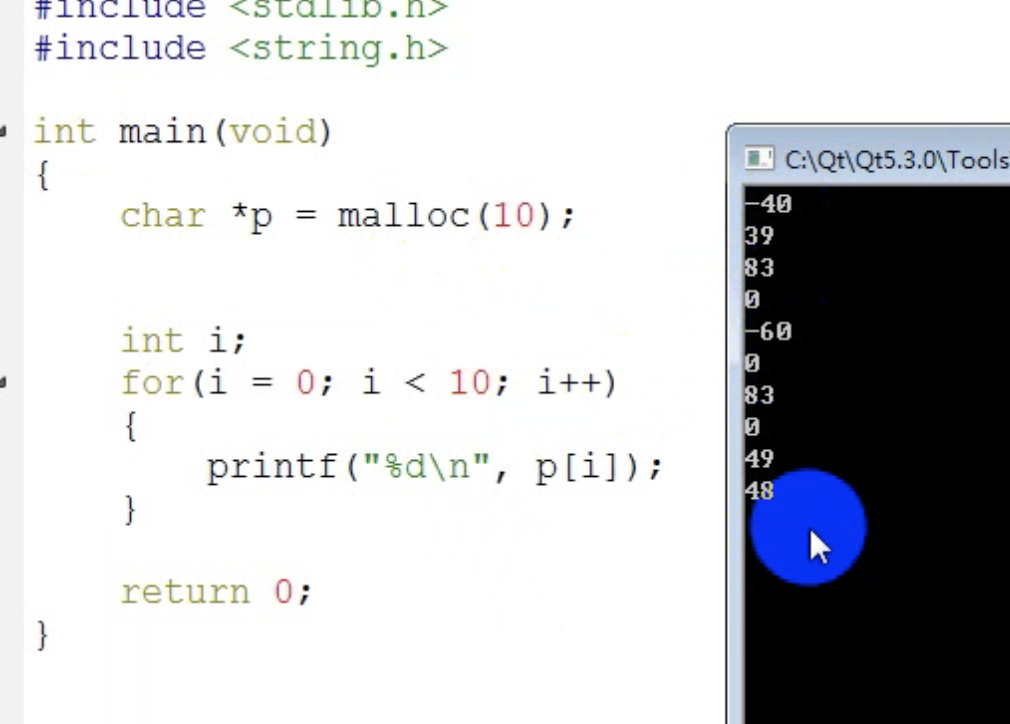 #include <stdlib.h>
#include <string.h>
int main(void)
{
    char *p = malloc(10);
    int i;
    for(i = 0; i < 10; i++)
    {
        printf("%d\n", p[i]);
    }
    return 0;
}
C:\Qt\Qt5.3.0\Tools
-40
39
83
0
-60
0
83
0
49
48